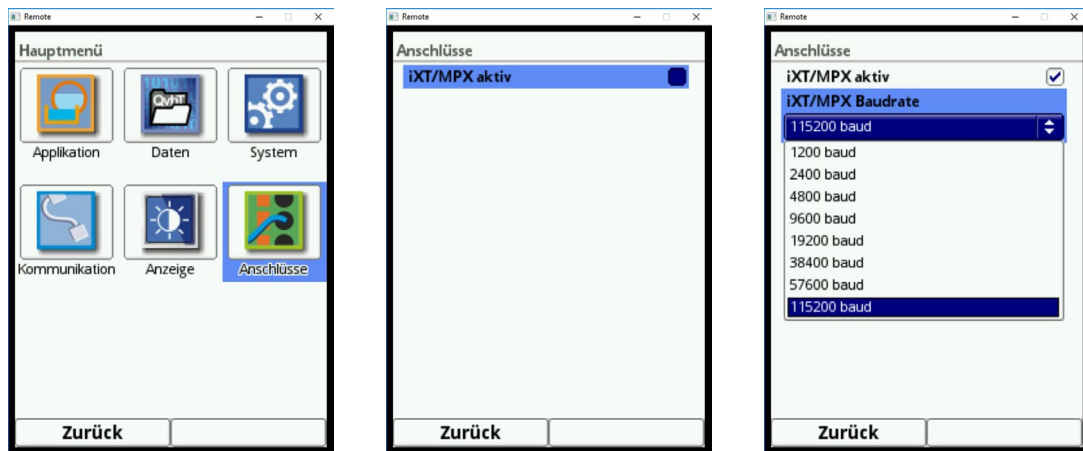 Remote
Hauptmenü
QvhT
Applikation
Daten
System
Kommunikation
Anzeige
Anschlüsse
Zurück
Remote
Anschlüsse
iXT/MPX aktiv
Zurück
Remote
Anschlüsse
iXT/MPX aktiv
iXT/MPX Baudrate
115200 baud
1200 baud
2400 baud
4800 baud
9600 baud
19200 baud
38400 baud
57600 baud
115200 baud
Zurück